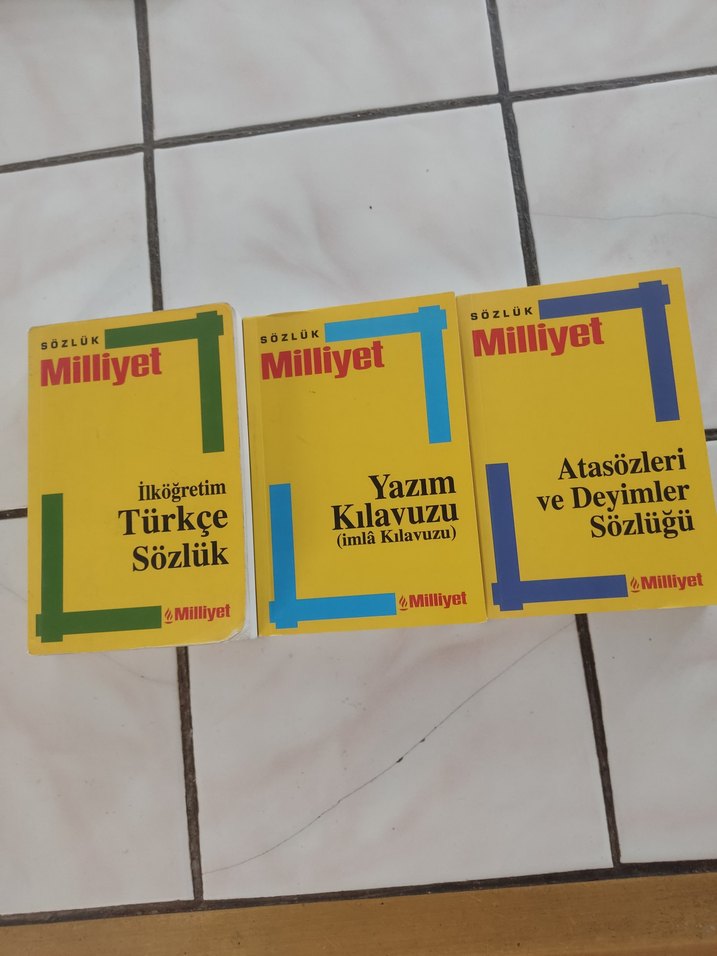 SÖZLÜK
Milliyet
İlköğretim
Türkçe
Sözlük
Milliyet
SÖZLÜK
Milliyet
Yazım
Kılavuzu
(imlâ Kılavuzu)
Milliyet
SÖZLÜK
Milliyet
Atasözleri
ve Deyimler
Sözlüğü
Milliyet